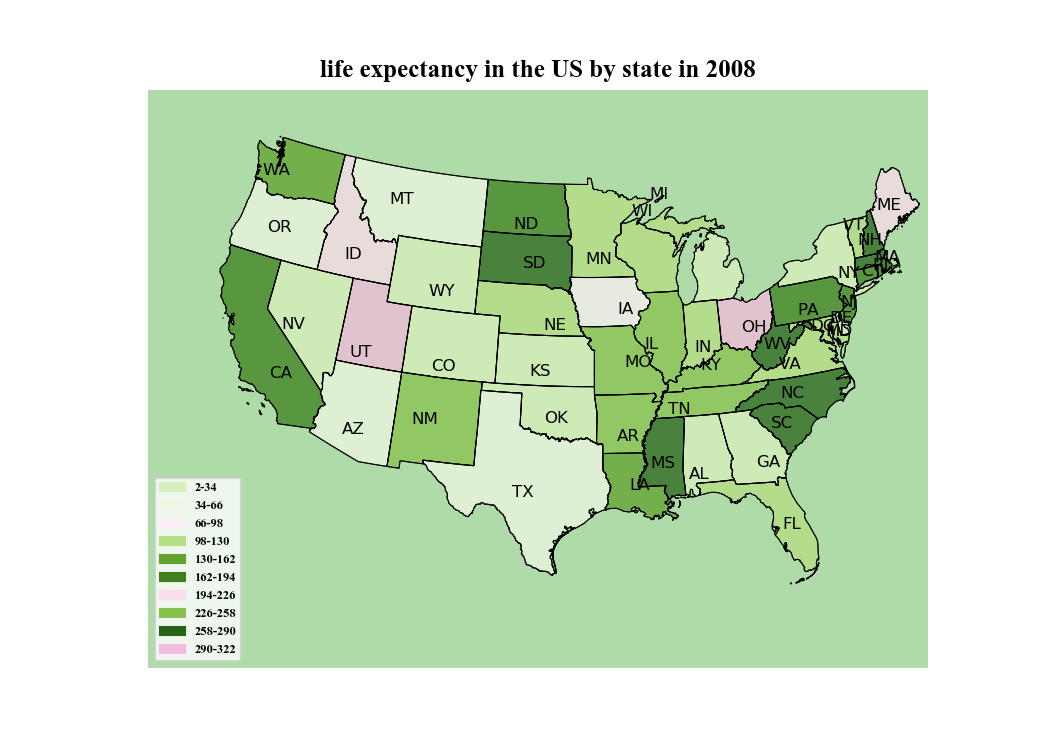 life expectancy in the US by state in 2008
WA
MT
ME
MI
WI
OR
ND
VT
NH
ID
SD
MN
MA
RI
NY
CT
WY
IA
NE
PA
NJ
NV
UT
CO
IL
IN
OH
DE
DC
MD
WV
CA
KS
MO
KY
VA
AZ
NM
OK
AR
TN
NC
SC
TX
LA
MS
AL
GA
FL
2-34
34-66
66-98
98-130
130-162
162-194
194-226
226-258
258-290
290-322